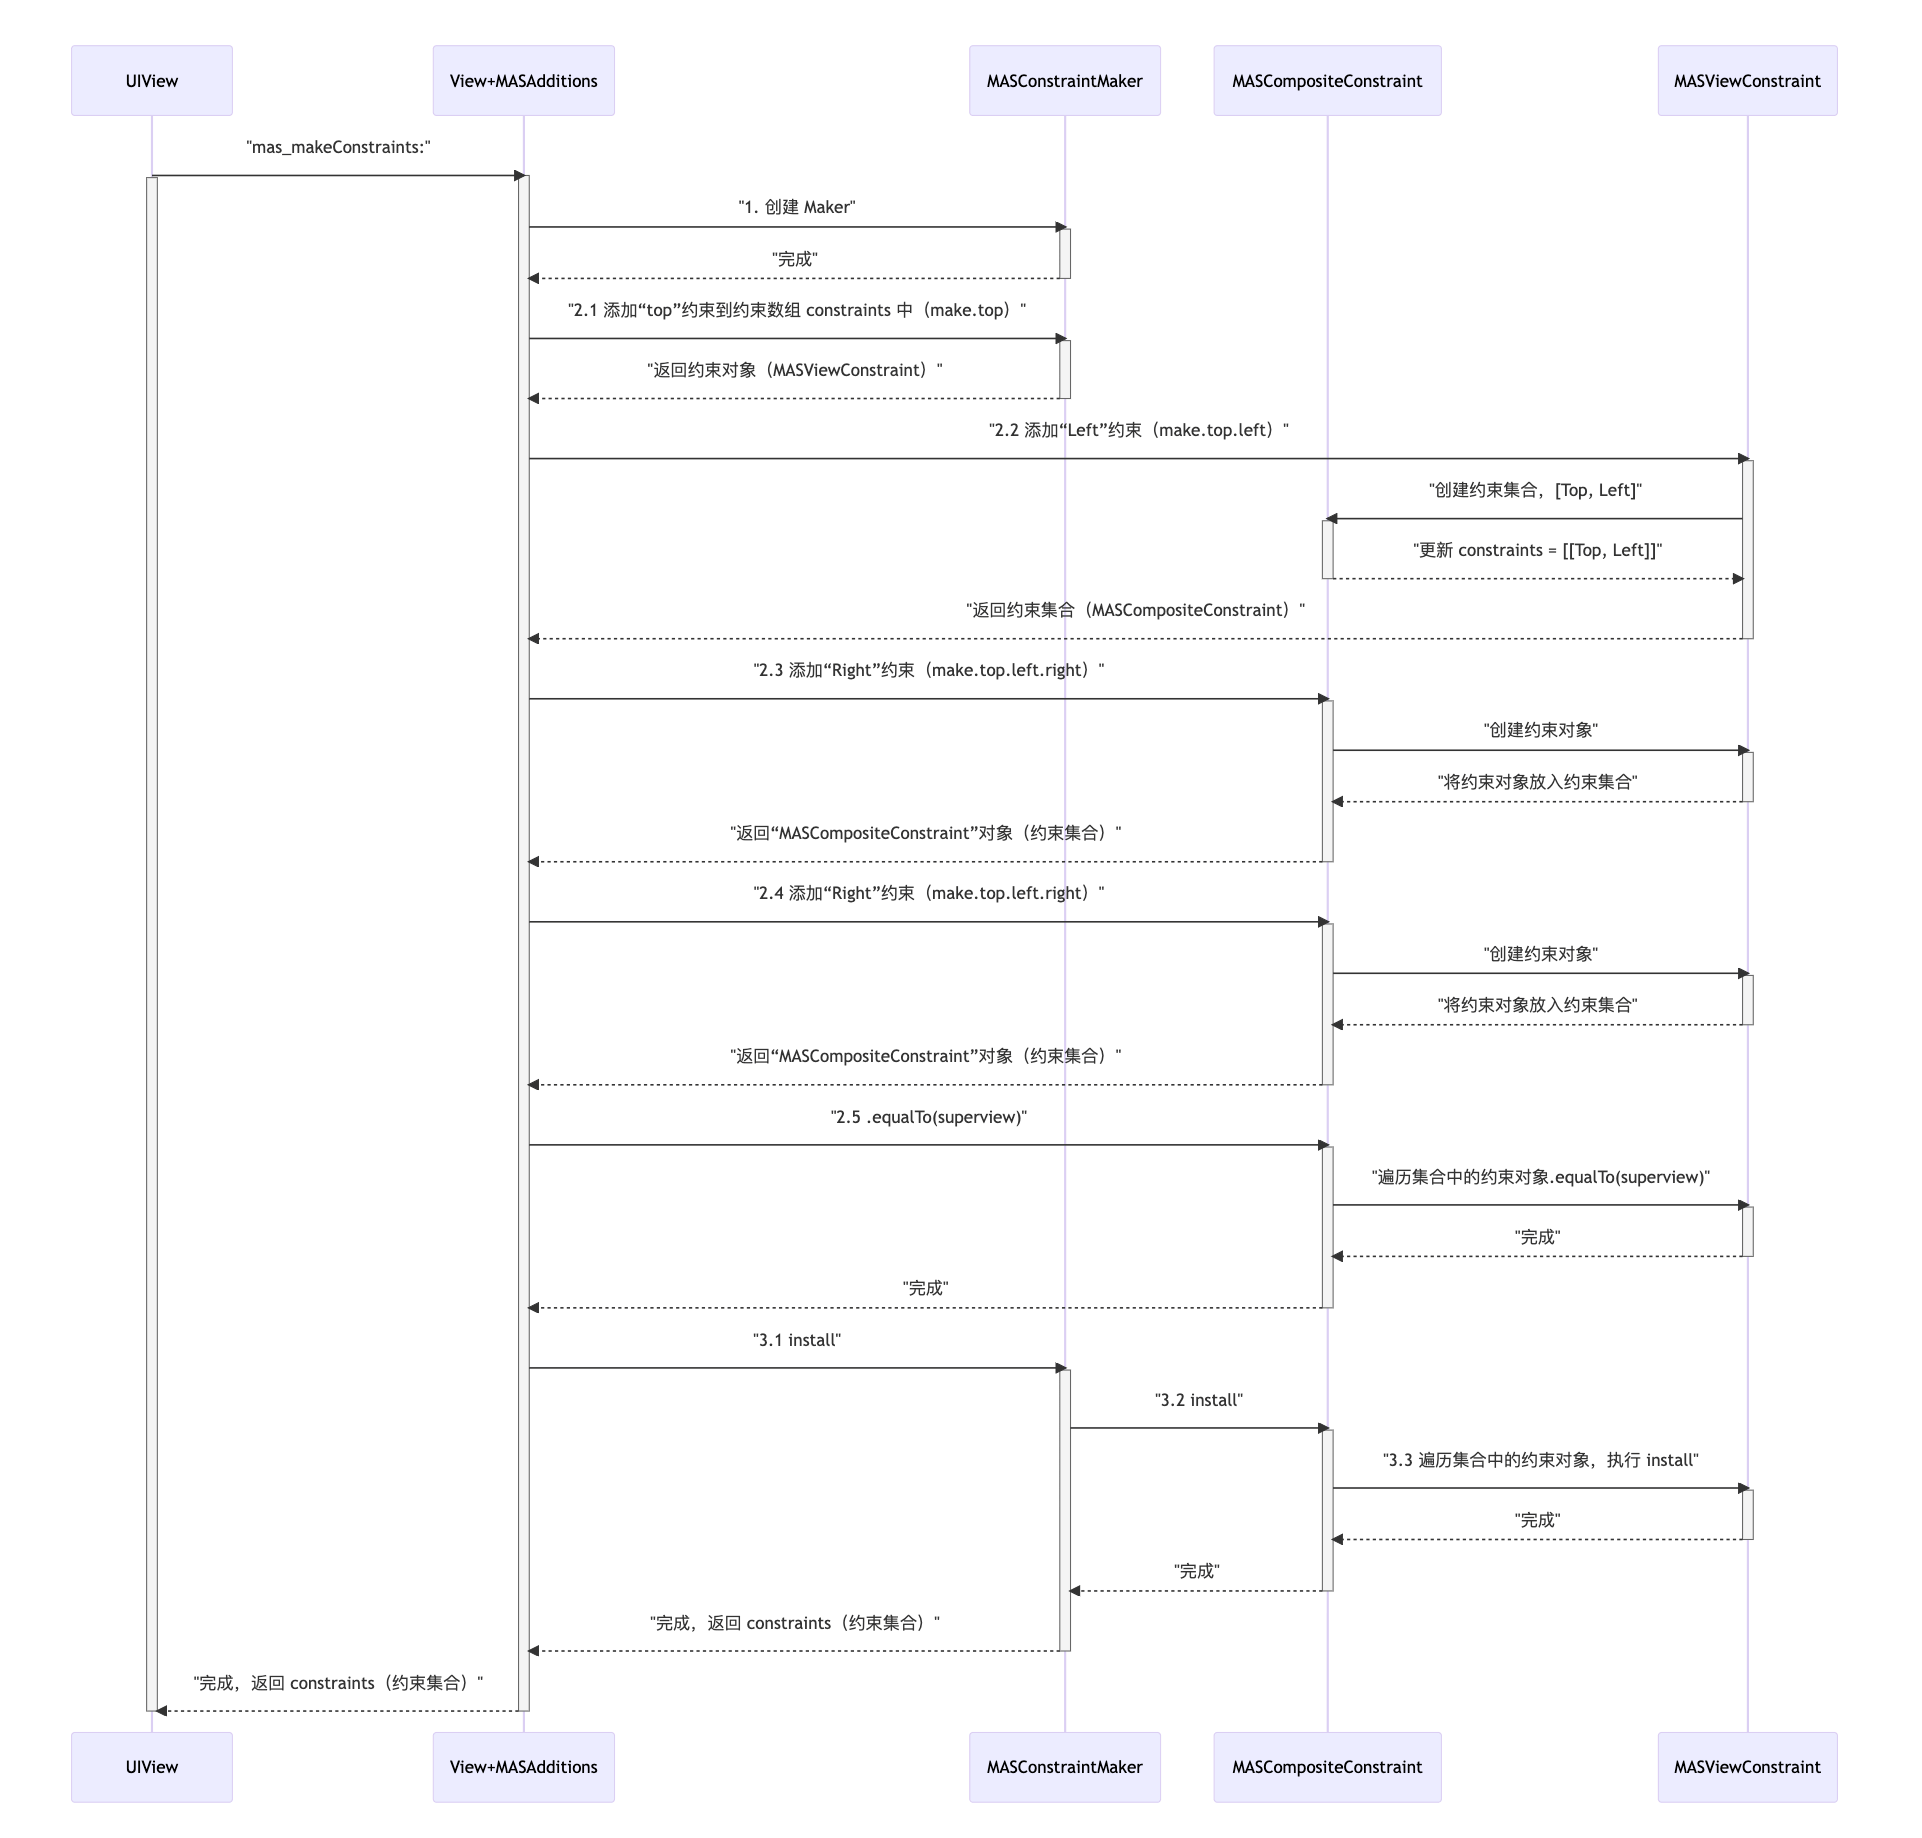 UIView
View+MASAdditions
MASConstraintMaker
MASCompositeConstraint
MASViewConstraint
"mas_makeConstraints:"
"1. 创建 Maker"
"完成"
"2.1 添加“top”约束到约束数组 constraints 中（make.top）"
"返回约束对象（MASViewConstraint）"
"2.2 添加“Left”约束（make.top.left）"
"创建约束集合，[Top, Left]"
"更新 constraints = [[Top, Left]]"
"返回约束集合（MASCompositeConstraint）"
"2.3 添加“Right”约束（make.top.left.right）"
"创建约束对象"
"将约束对象放入约束集合"
"返回“MASCompositeConstraint”对象（约束集合）"
"2.4 添加“Right”约束（make.top.left.right）"
"创建约束对象"
"将约束对象放入约束集合"
"返回“MASCompositeConstraint”对象（约束集合）"
"2.5 .equalTo(superview)"
"遍历集合中的约束对象.equalTo(superview)"
"完成"
"完成"
"3.1 install"
"3.2 install"
"3.3 遍历集合中的约束对象，执行 install"
"完成"
"完成"
"完成，返回 constraints（约束集合）"
"完成，返回 constraints（约束集合）"
UIView
View+MASAdditions
MASConstraintMaker
MASCompositeConstraint
MASViewConstraint